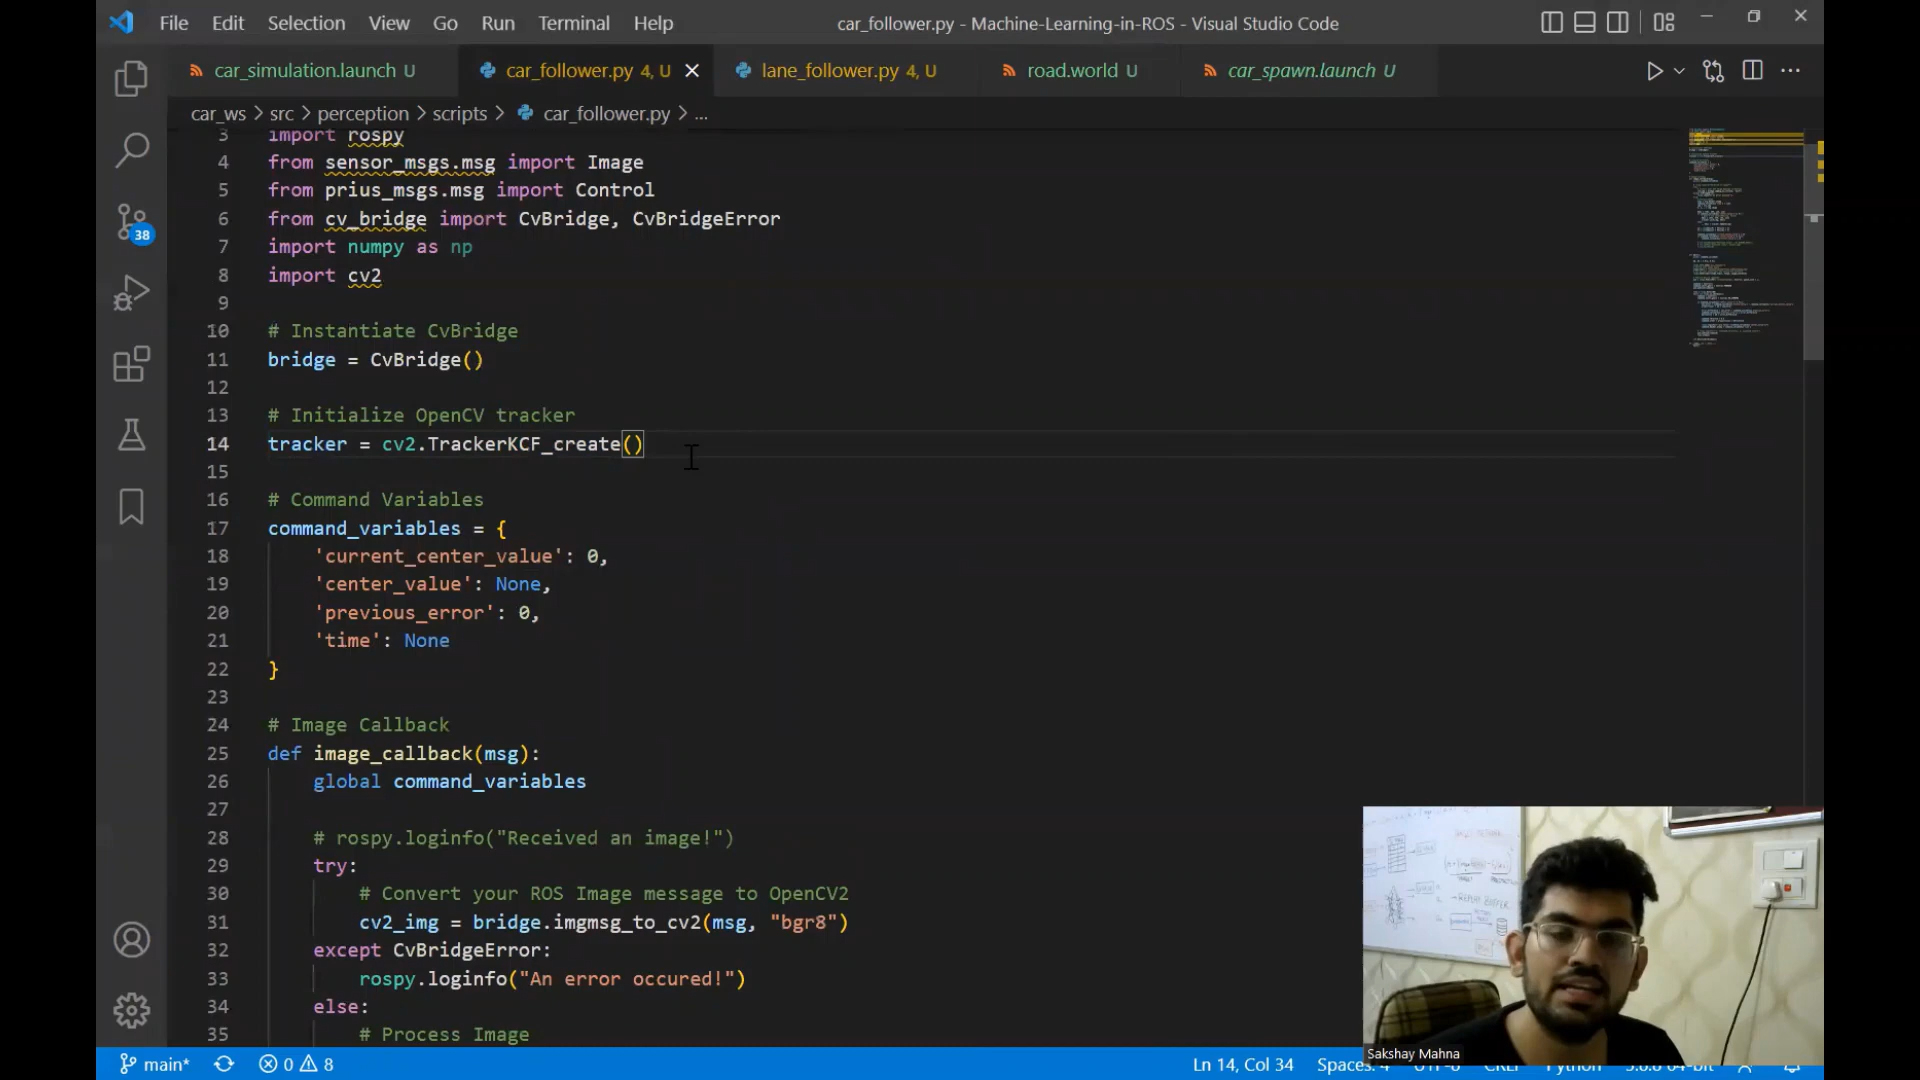 File Edit Selection View Go Run Terminal Help car_follower.py - Machine-Learning-in-ROS - Visual Studio Code
car_simulation.launch U car_follower.py 4, U lane_follower.py 4, U road.world U car_spawn.launch U
car_ws > src > perception > scripts > car_follower.py > ...
3 import rospy
4 from sensor_msgs.msg import Image
5 from prius_msgs.msg import Control
6 from cv_bridge import CvBridge, CvBridgeError
7 import numpy as np
8 import cv2
9
10 # Instantiate CvBridge
11 bridge = CvBridge()
12
13 # Initialize OpenCV tracker
14 tracker = cv2.TrackerKCF_create()
15
16 # Command Variables
17 command_variables = {
18 'current_center_value': 0,
19 'center_value': None,
20 'previous_error': 0,
21 'time': None
22 }
23
24 # Image Callback
25 def image_callback(msg):
26 global command_variables
27
28 # rospy.loginfo("Received an image!")
29 try:
30 # Convert your ROS Image message to OpenCV2
31 cv2_img = bridge.imgmsg_to_cv2(msg, "bgr8")
32 except CvBridgeError:
33 rospy.loginfo("An error occured!")
34 else:
35 # Process Image
38
Sakshay Mahna
main* 0 8 Ln 14, Col 34 Spaces: 4